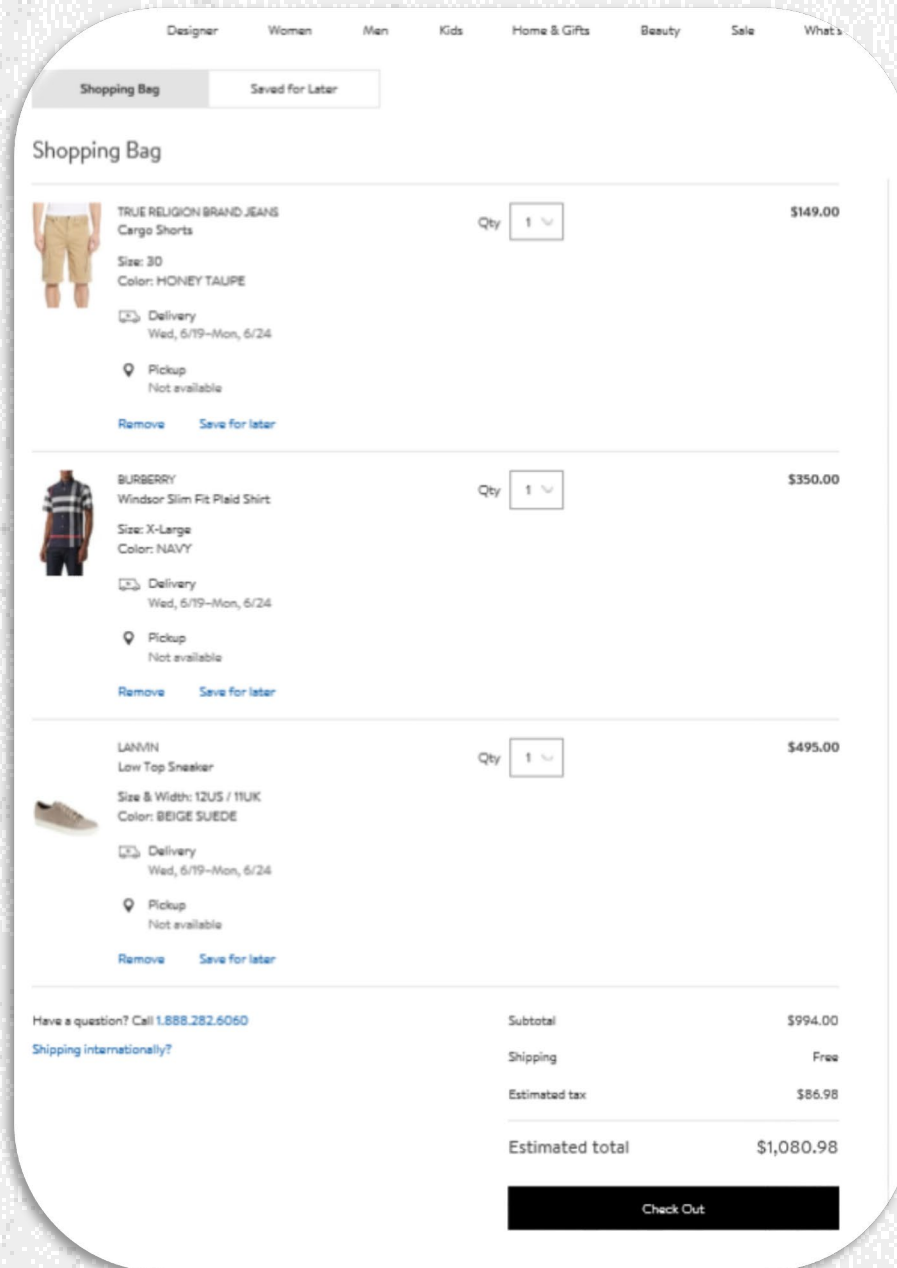 Designer Women Men Kids Home & Gifts Beauty Sale What's
Shopping Bag Saved for Later
Shopping Bag
TRUE RELIGION BRAND JEANS
Cargo Shorts
Qty 1 $149.00
Size: 30
Color: HONEY TAUPE
Delivery
Wed, 6/19–Mon, 6/24
Pickup
Not available
Remove Save for later
BURBERRY
Windsor Slim Fit Plaid Shirt
Qty 1 $350.00
Size: X-Large
Color: NAVY
Delivery
Wed, 6/19–Mon, 6/24
Pickup
Not available
Remove Save for later
LANVIN
Low Top Sneaker
Qty 1 $495.00
Size & Width: 12US / 11UK
Color: BEIGE SUEDE
Delivery
Wed, 6/19–Mon, 6/24
Pickup
Not available
Remove Save for later
Have a question? Call 1.888.282.6060
Shipping internationally?
Subtotal $994.00
Shipping Free
Estimated tax $86.98
Estimated total $1,080.98
Check Out